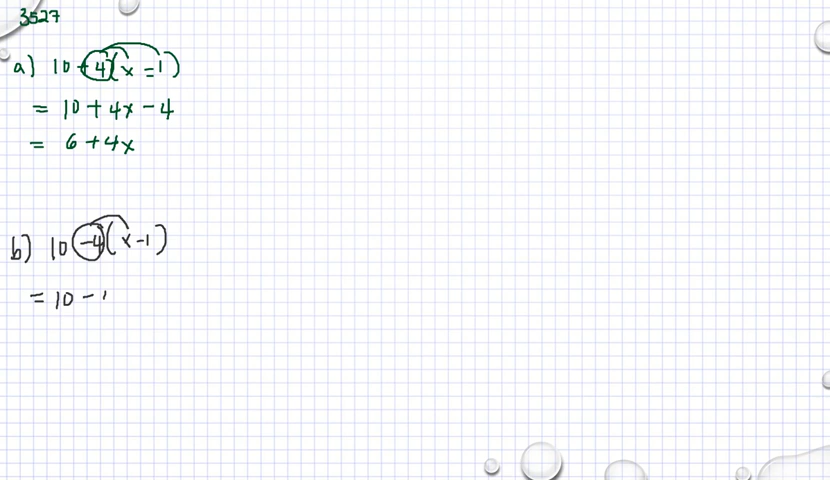 3527
a) 10 + 4(x - 1)
= 10 + 4x - 4
= 6 + 4x
b) 10 - 4(x - 1)
= 10 -